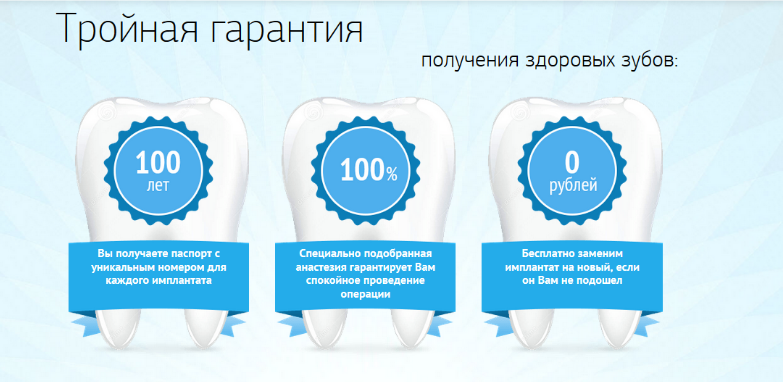 Тройная гарантия
получения здоровых зубов:
100
лет
Вы получаете паспорт с
уникальным номером для
каждого имплантата
100%
Специально подобранная
анастезия гарантирует Вам
спокойное проведение
операции
0
рублей
Бесплатно заменим
имплантат на новый, если
он Вам не подошел